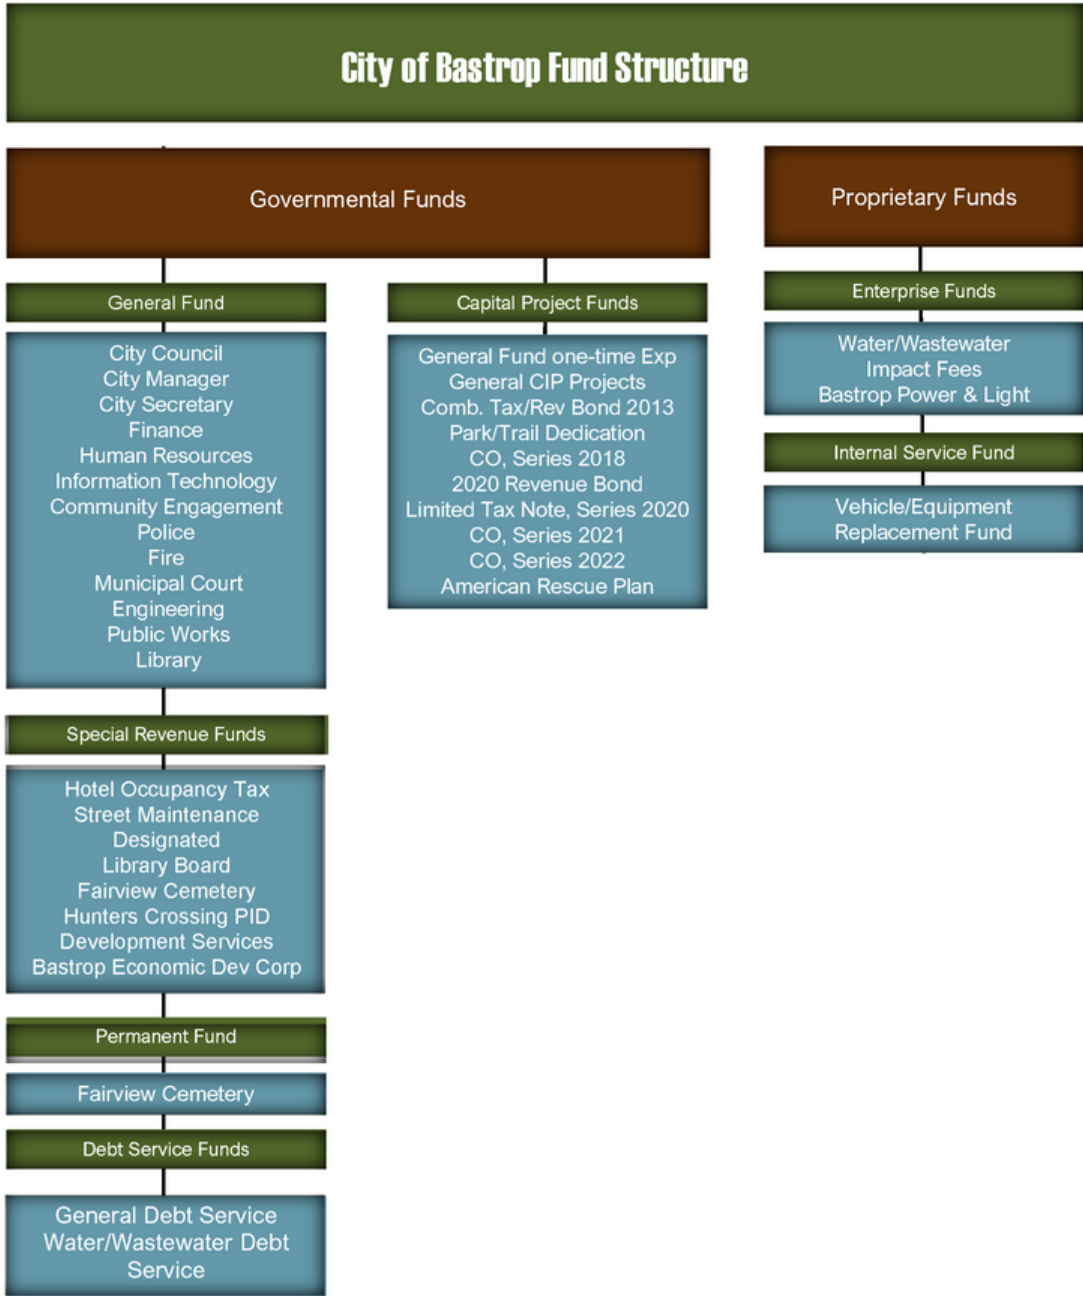 City of Bastrop Fund Structure
Governmental Funds
General Fund
City Council
City Manager
City Secretary
Finance
Human Resources
Information Technology
Community Engagement
Police
Fire
Municipal Court
Engineering
Public Works
Library
Special Revenue Funds
Hotel Occupancy Tax
Street Maintenance
Designated
Library Board
Fairview Cemetery
Hunters Crossing PID
Development Services
Bastrop Economic Dev Corp
Permanent Fund
Fairview Cemetery
Debt Service Funds
General Debt Service
Water/Wastewater Debt
Service
Capital Project Funds
General Fund one-time Exp
General CIP Projects
Comb. Tax/Rev Bond 2013
Park/Trail Dedication
CO, Series 2018
2020 Revenue Bond
Limited Tax Note, Series 2020
CO, Series 2021
CO, Series 2022
American Rescue Plan
Proprietary Funds
Enterprise Funds
Water/Wastewater
Impact Fees
Bastrop Power & Light
Internal Service Fund
Vehicle/Equipment
Replacement Fund